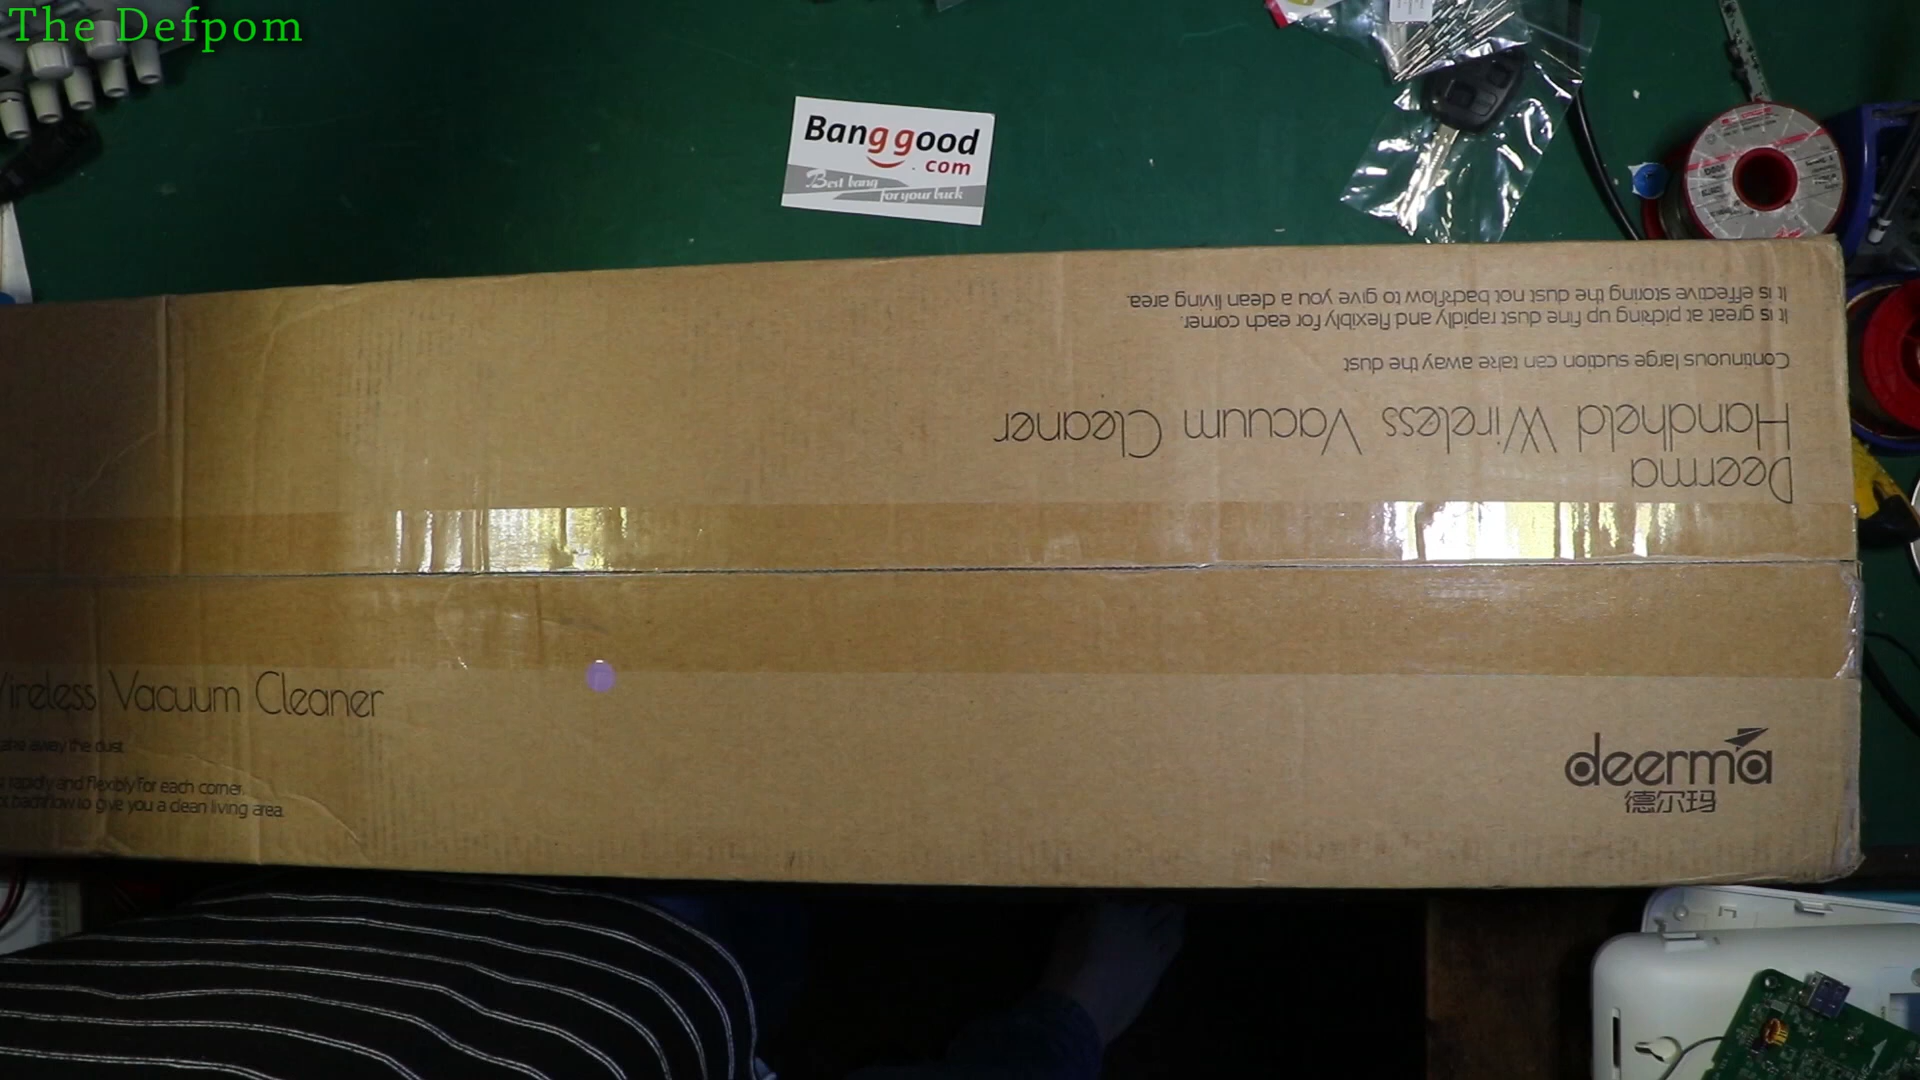 The Defpom
Banggood
.com
Best bang
for your buck
Deerma
Handheld Wireless Vacuum Cleaner
Continuous large suction can take away the dust
It is great at picking up fine dust rapidly and flexibly for each corner.
It is effective storing the dust not backflow to give you a clean living area.
Wireless Vacuum Cleaner
take away the dust
rapidly and flexibly for each corner.
backflow to give you a clean living area.
deerma
德尔玛